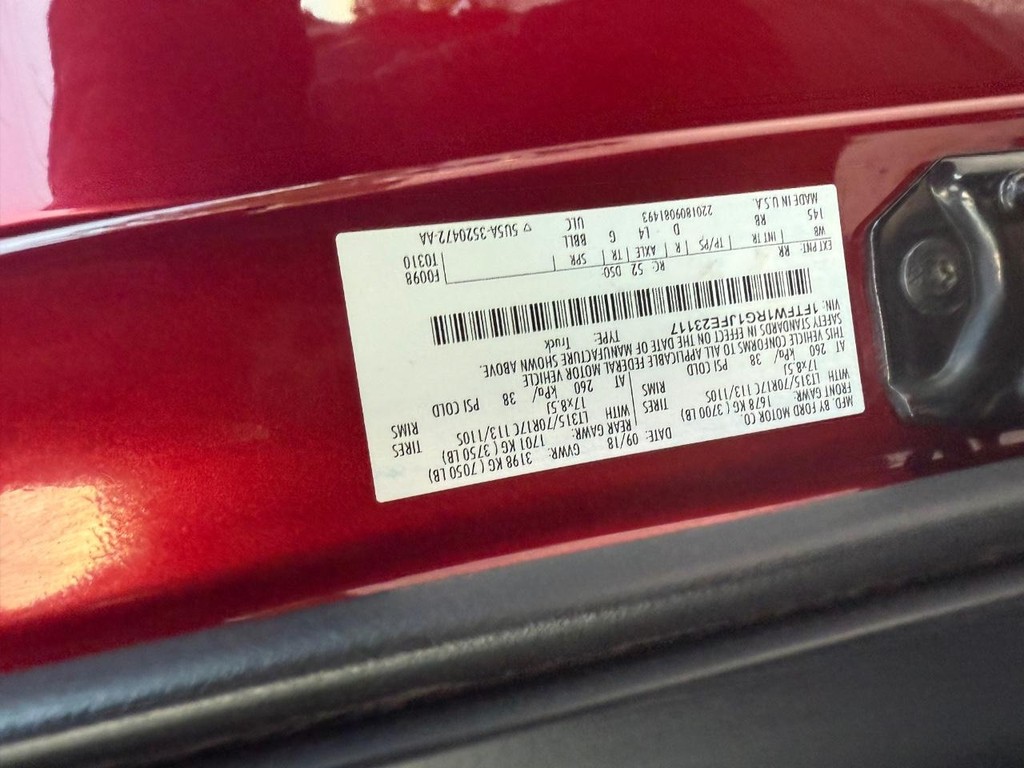 MFD. BY FORD MOTOR CO.
DATE: 09/18 GVWR: 3198 KG ( 7050 LB)
FRONT GAWR: 1678 KG ( 3700 LB) REAR GAWR: 1701 KG ( 3750 LB)
WITH LT315/70R17C 113/110S TIRES WITH LT315/70R17C 113/110S TIRES
17x8.5J RIMS 17x8.5J RIMS
AT 260 kPa/ 38 PSI COLD AT 260 kPa/ 38 PSI COLD
THIS VEHICLE CONFORMS TO ALL APPLICABLE FEDERAL MOTOR VEHICLE
SAFETY STANDARDS IN EFFECT ON THE DATE OF MANUFACTURE SHOWN ABOVE.
VIN: 1FTFW1RG1JFE23117 TYPE: Truck
F0098
EXT PNT: RR RC: 52 DSO: T0310
WB INTR TP/PS R AXLE TR SPR
145 RB D L4 G BBLL
MADE IN U.S.A. 2201809081493 ULC ▽ 5U5A-3520472-AA